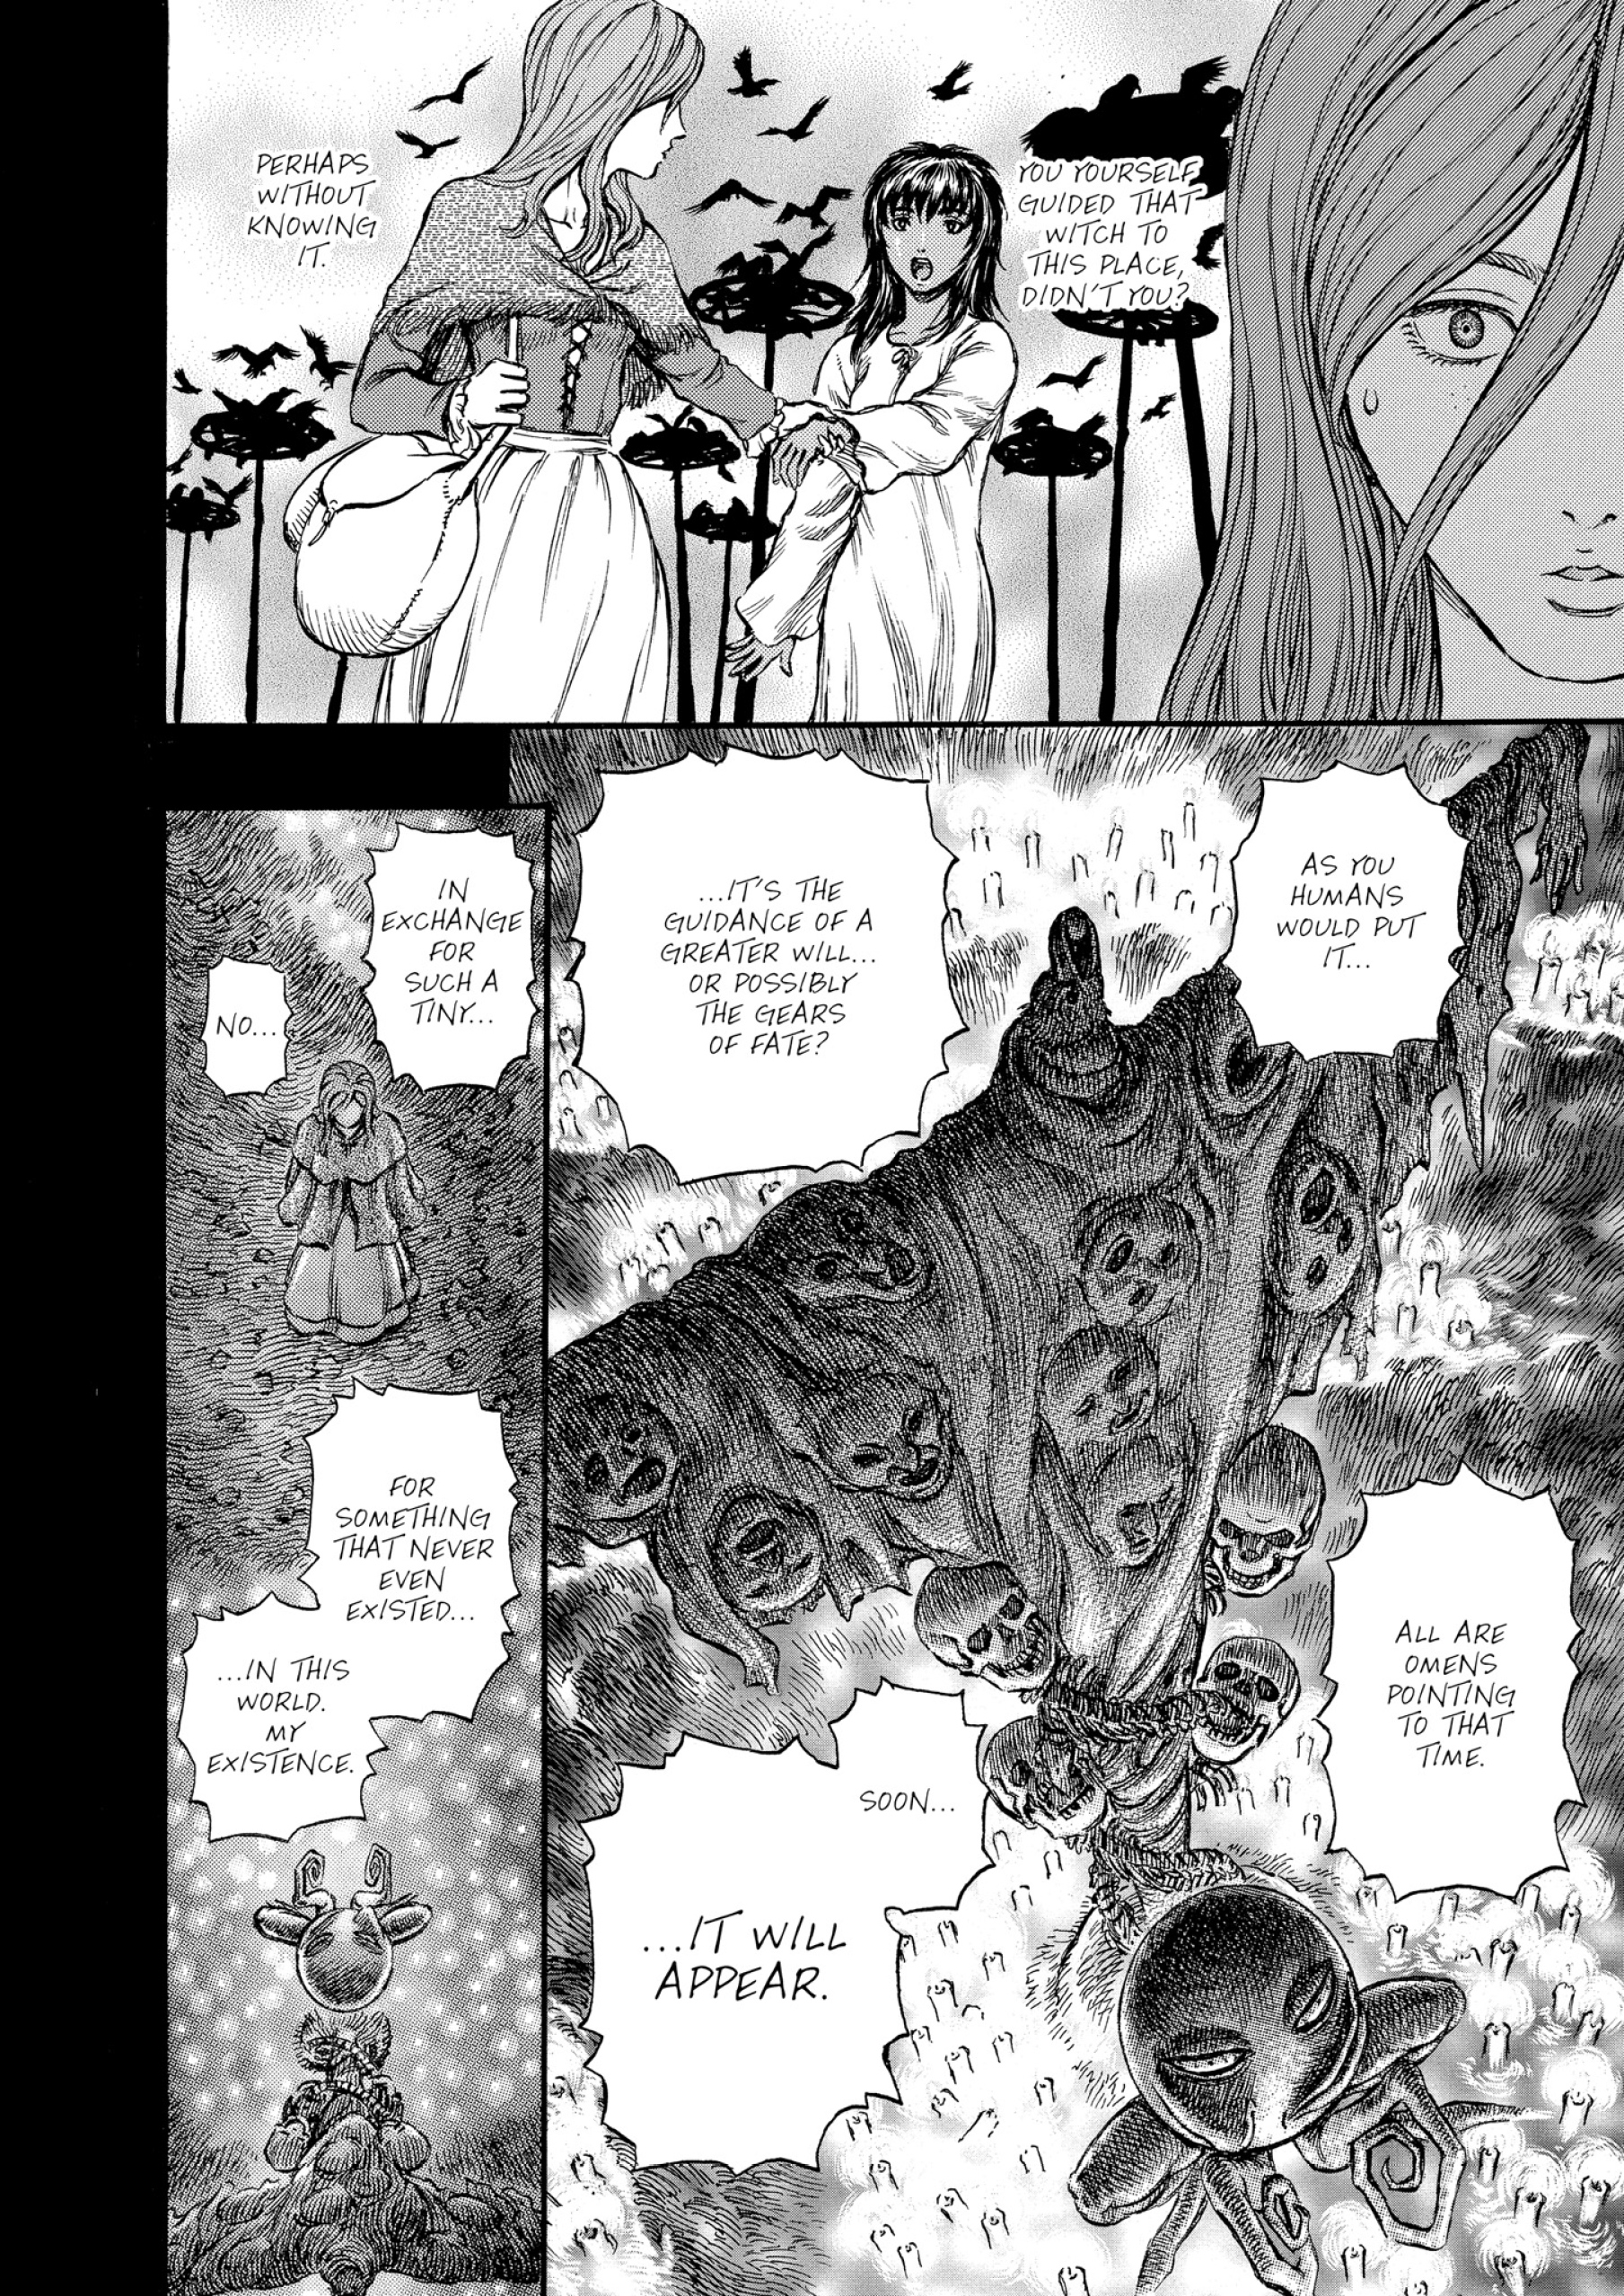 YOU YOURSELF
GUIDED THAT
WITCH TO
THIS PLACE,
DIDN'T YOU?
PERHAPS
WITHOUT
KNOWING
IT.
AS YOU
HUMANS
WOULD PUT
IT...
...IT'S THE
GUIDANCE OF A
GREATER WILL...
OR POSSIBLY
THE GEARS
OF FATE?
ALL ARE
OMENS
POINTING
TO THAT
TIME.
SOON...
...IT WILL
APPEAR.
IN
EXCHANGE
FOR
SUCH A
TINY...
NO...
FOR
SOMETHING
THAT NEVER
EVEN
EXISTED...
...IN THIS
WORLD.
MY
EXISTENCE.